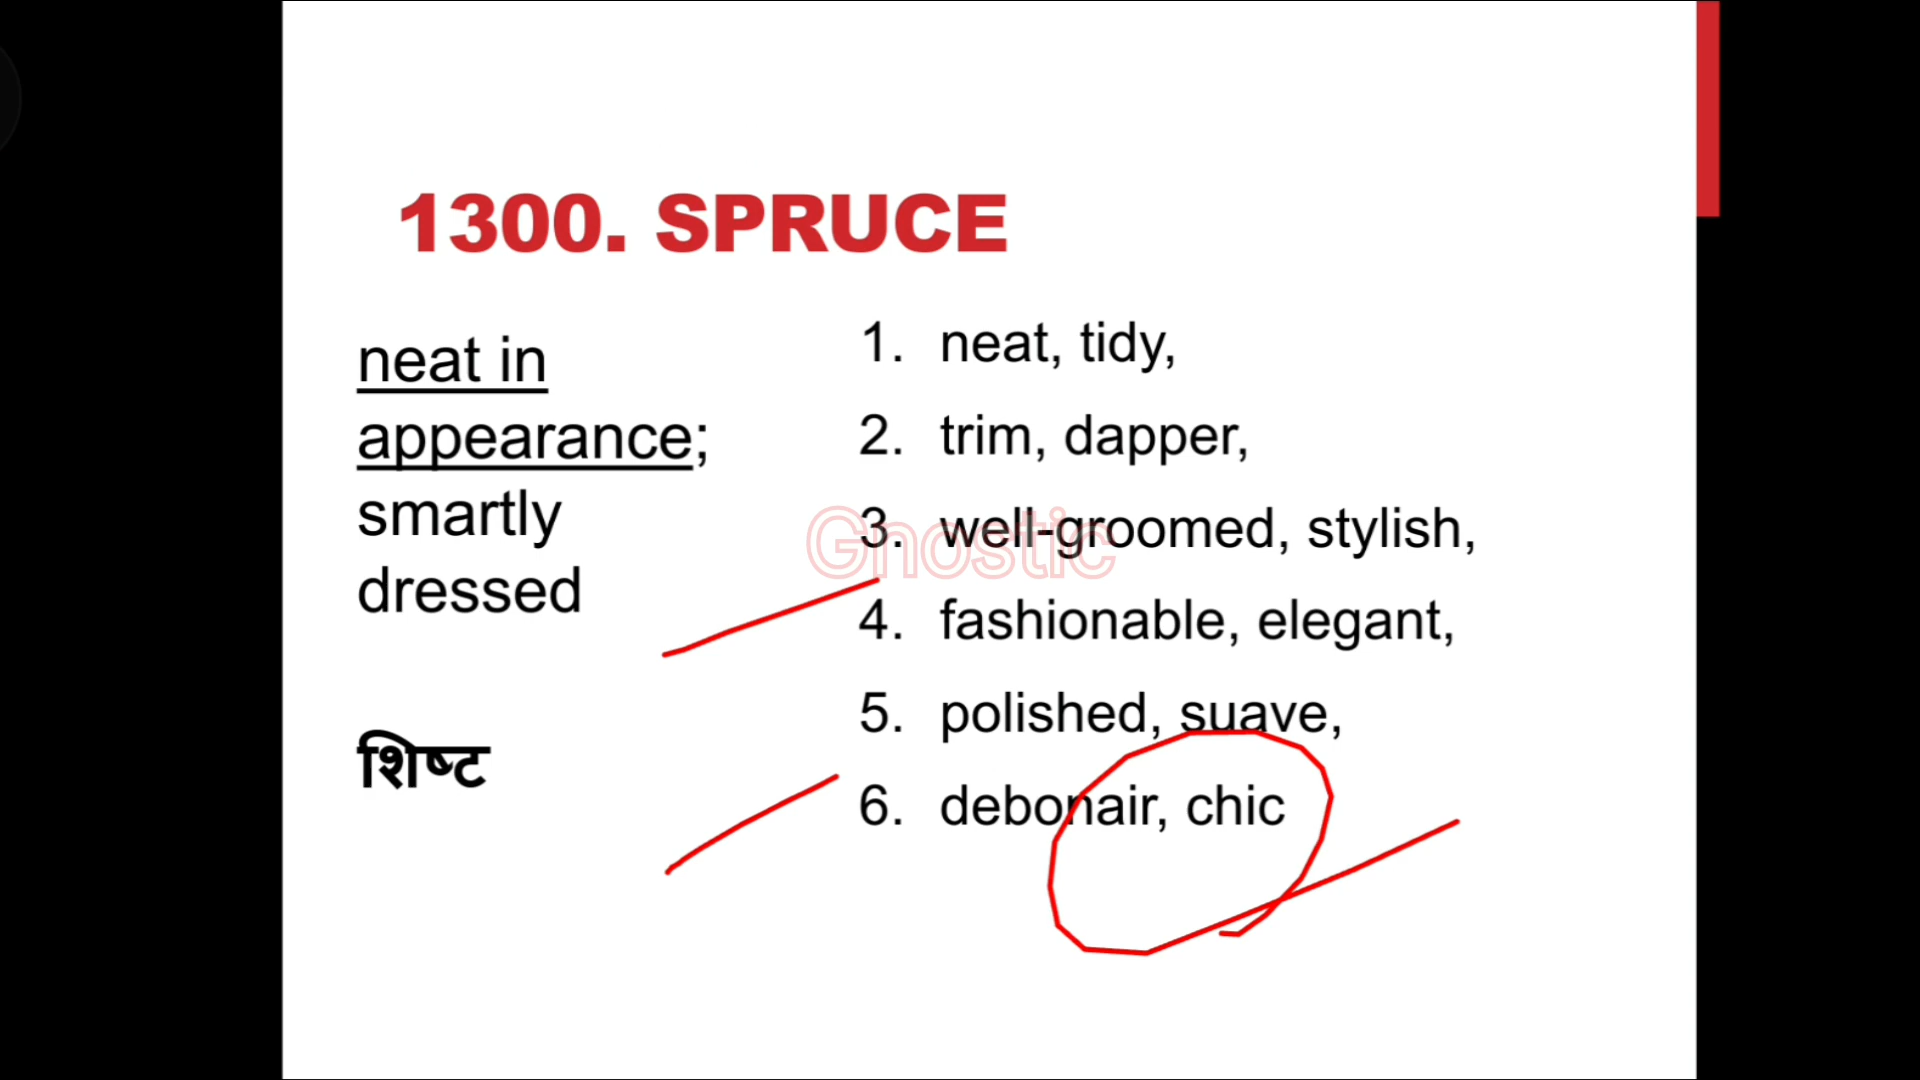 1300. SPRUCE
neat in
appearance;
smartly
dressed
शिष्ट
1. neat, tidy,
2. trim, dapper,
3. well-groomed, stylish,
4. fashionable, elegant,
5. polished, suave,
6. debonair, chic
Gnostic